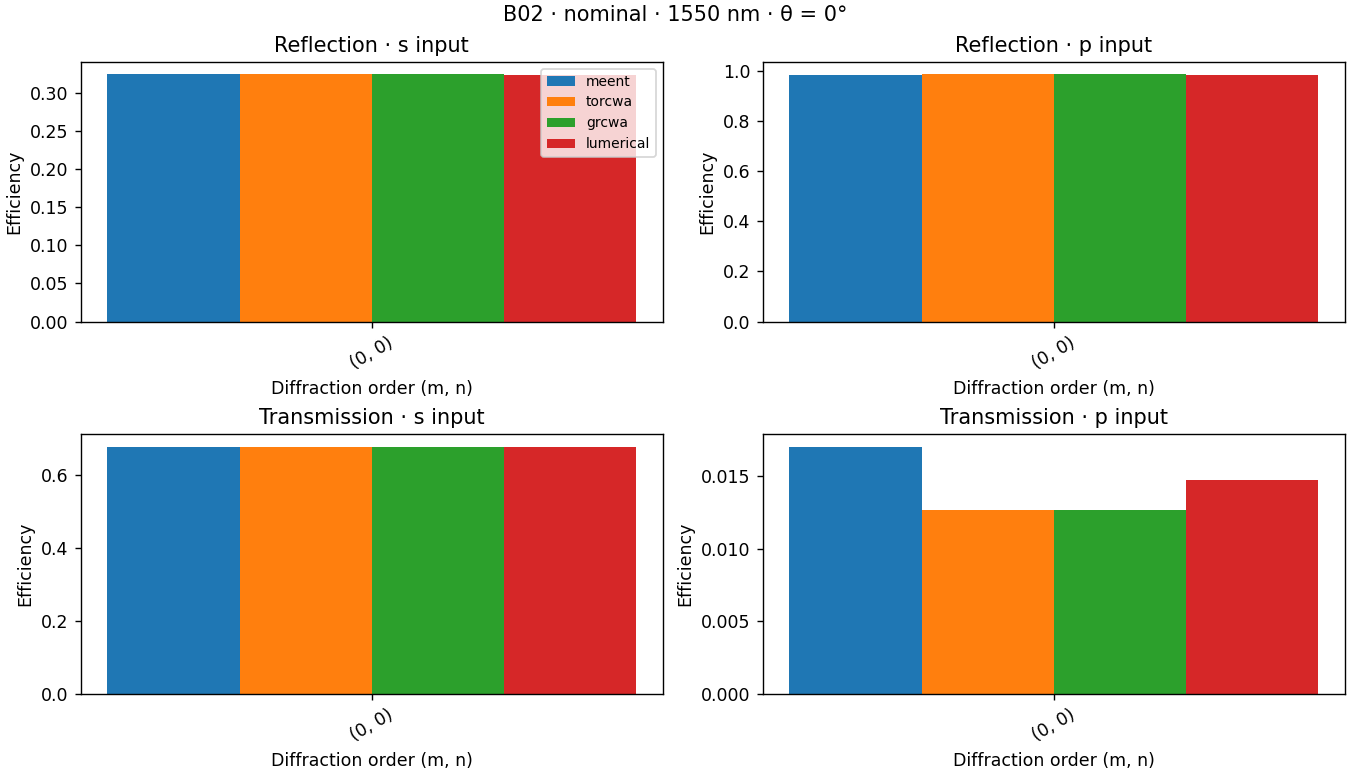 B02 · nominal · 1550 nm · θ = 0°
Reflection · s input
Efficiency
0.30
0.25
0.20
0.15
0.10
0.05
0.00
meent
torcwa
grcwa
lumerical
(0, 0)
Diffraction order (m, n)
Reflection · p input
Efficiency
1.0
0.8
0.6
0.4
0.2
0.0
(0, 0)
Diffraction order (m, n)
Transmission · s input
Efficiency
0.6
0.4
0.2
0.0
(0, 0)
Diffraction order (m, n)
Transmission · p input
Efficiency
0.015
0.010
0.005
0.000
(0, 0)
Diffraction order (m, n)